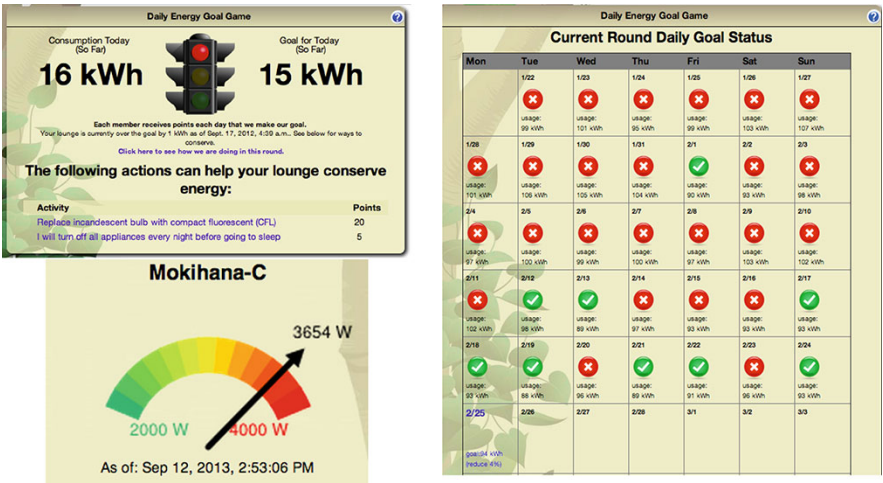 Daily Energy Goal Game
?
Consumption Today
(So Far)
16 kWh
Goal for Today
(So Far)
15 kWh
Each member receives points each day that we make our goal.
Your lounge is currently over the goal by 1 kWh as of Sept. 17, 2012, 4:39 a.m.. See below for ways to
conserve.
Click here to see how we are doing in this round.
The following actions can help your lounge conserve
energy:
Activity Points
Replace incandescent bulb with compact fluorescent (CFL) 20
I will turn off all appliances every night before going to sleep 5
Mokihana-C
3654 W
2000 W 4000 W
As of: Sep 12, 2013, 2:53:06 PM
Daily Energy Goal Game
?
Current Round Daily Goal Status
Mon Tue Wed Thu Fri Sat Sun
1/22 1/23 1/24 1/25 1/26 1/27
usage: usage: usage: usage: usage: usage:
99 kWh 101 kWh 95 kWh 99 kWh 103 kWh 107 kWh
1/28 1/29 1/30 1/31 2/1 2/2 2/3
usage: usage: usage: usage: usage: usage: usage:
101 kWh 106 kWh 105 kWh 104 kWh 90 kWh 93 kWh 98 kWh
2/4 2/5 2/6 2/7 2/8 2/9 2/10
usage: usage: usage: usage: usage: usage: usage:
97 kWh 100 kWh 99 kWh 100 kWh 97 kWh 103 kWh 102 kWh
2/11 2/12 2/13 2/14 2/15 2/16 2/17
usage: usage: usage: usage: usage: usage: usage:
102 kWh 98 kWh 89 kWh 97 kWh 93 kWh 93 kWh 93 kWh
2/18 2/19 2/20 2/21 2/22 2/23 2/24
usage: usage: usage: usage: usage: usage: usage:
93 kWh 88 kWh 96 kWh 89 kWh 91 kWh 96 kWh 93 kWh
2/25 2/26 2/27 2/28 3/1 3/2 3/3
goal:94 kWh
(reduce 4%)